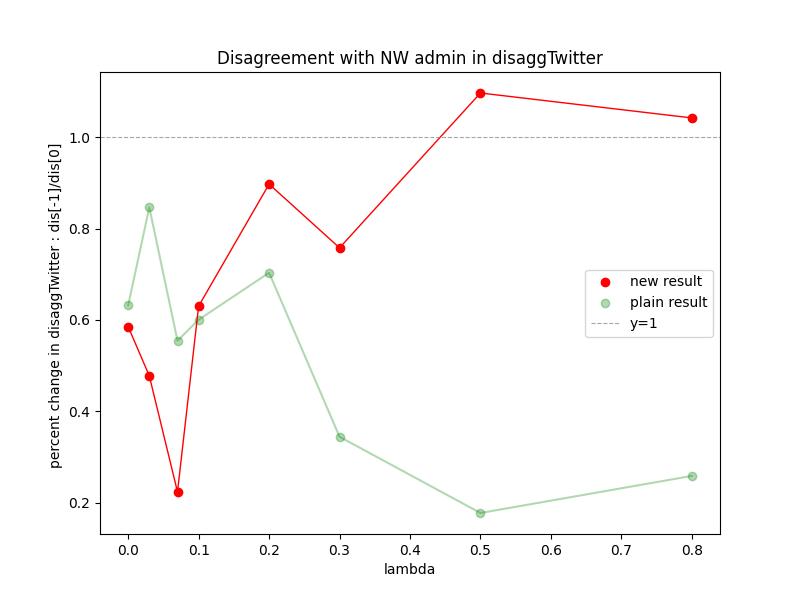 Disagreement with NW admin in disaggTwitter
percent change in disaggTwitter : dis[-1]/dis[0]
1.0
0.8
0.6
0.4
0.2
new result
plain result
y=1
0.0 0.1 0.2 0.3 0.4 0.5 0.6 0.7 0.8
lambda